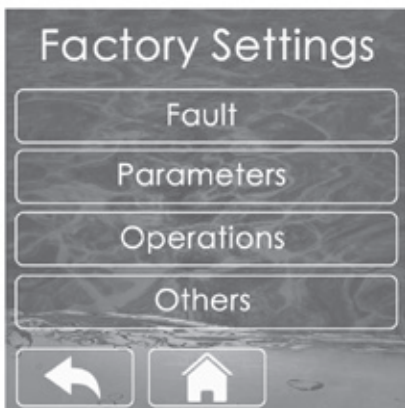 Factory Settings
Fault
Parameters
Operations
Others